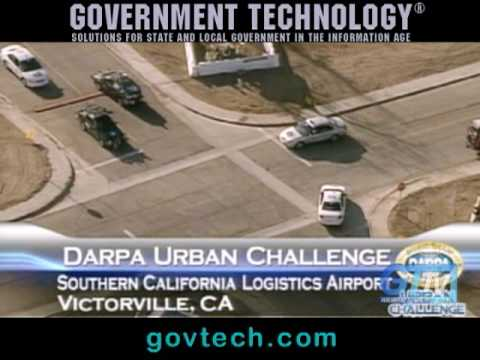 GOVERNMENT TECHNOLOGY®
SOLUTIONS FOR STATE AND LOCAL GOVERNMENT IN THE INFORMATION AGE
DARPA URBAN CHALLENGE
SOUTHERN CALIFORNIA LOGISTICS AIRPORT
VICTORVILLE, CA
DARPA
CHALLENGE
govtech.com